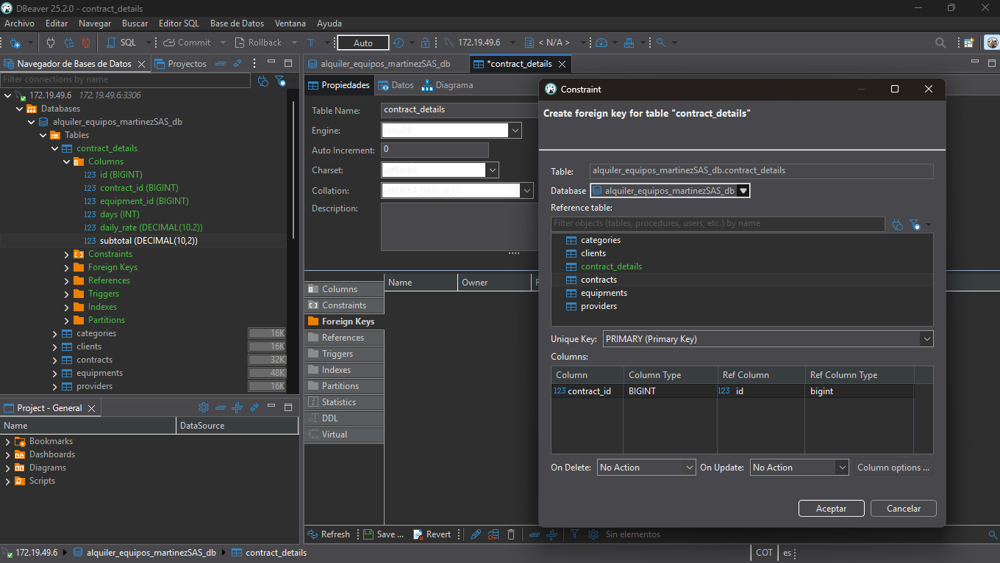 DBeaver 25.2.0 - contract_details
Archivo Editar Navegar Buscar Editor SQL Base de Datos Ventana Ayuda
SQL Commit Rollback T Auto 172.19.49.6 < N/A >
Navegador de Bases de Datos Proyectos
Filter connections by name
172.19.49.6 172.19.49.6:3306
Databases
alquiler_equipos_martinezSAS_db
Tables
contract_details
Columns
123 id (BIGINT)
123 contract_id (BIGINT)
123 equipment_id (BIGINT)
123 days (INT)
123 daily_rate (DECIMAL(10.2))
123 subtotal (DECIMAL(10,2))
Constraints
Foreign Keys
References
Triggers
Indexes
Partitions
categories 16K
clients 16K
contracts 32K
equipments 48K
providers 16K
Project - General
Name DataSource
Bookmarks
Dashboards
Diagrams
Scripts
alquiler_equipos_martinezSAS_db *contract_details
Propiedades Datos Diagrama
Table Name: contract_details
Engine: InnoDB
Auto Increment: 0
Charset: utf8mb4
Collation: utf8mb4_0900_ai_ci
Description:
Columns
Constraints
Foreign Keys
References
Triggers
Indexes
Partitions
Statistics
DDL
Virtual
Name Owner R
Refresh Save ... Revert Sin elementos
Constraint
Create foreign key for table "contract_details"
Table: alquiler_equipos_martinezSAS_db.contract_details
Database alquiler_equipos_martinezSAS_db
Reference table:
Filter objects (tables, procedures, users, etc.) by name
categories
clients
contract_details
contracts
equipments
providers
Unique Key: PRIMARY (Primary Key)
Columns:
Column Column Type Ref Column Ref Column Type
123 contract_id BIGINT 123 id bigint
On Delete: No Action On Update: No Action Column options ...
Aceptar Cancelar
172.19.49.6 alquiler_equipos_martinezSAS_db contract_details COT es